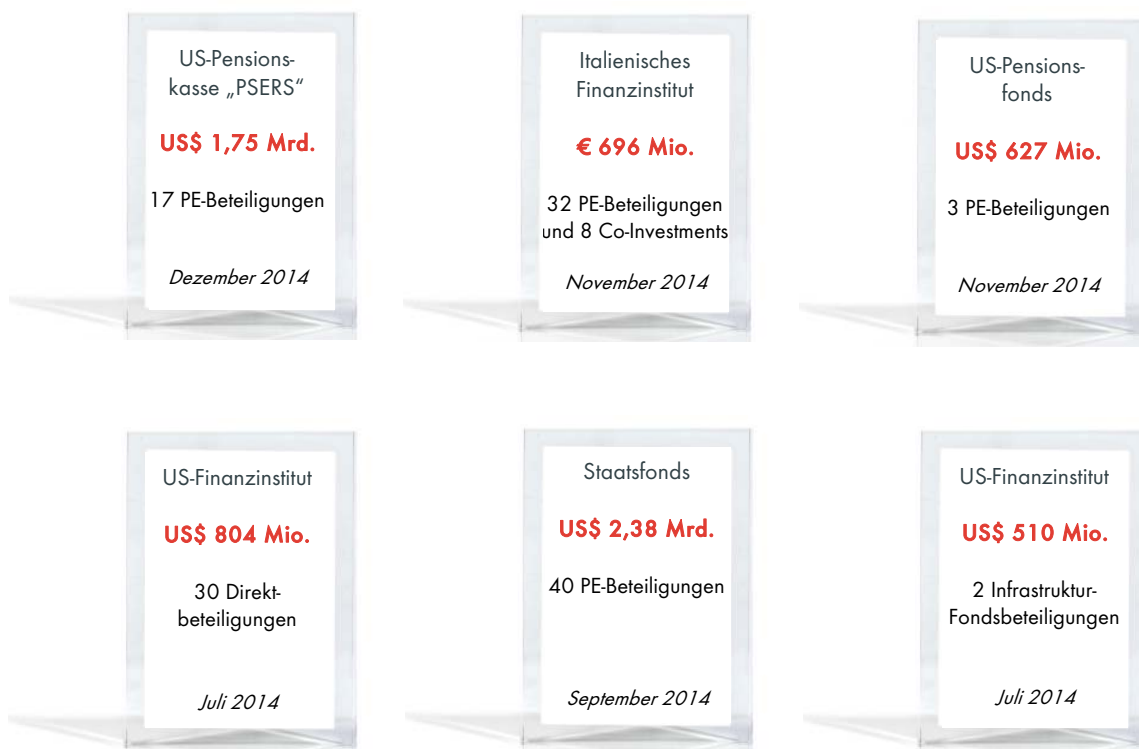 US-Pensions-
kasse „PSERS“
US$ 1,75 Mrd.
17 PE-Beteiligungen
Dezember 2014
Italienisches
Finanzinstitut
€ 696 Mio.
32 PE-Beteiligungen
und 8 Co-Investments
November 2014
US-Pensions-
fonds
US$ 627 Mio.
3 PE-Beteiligungen
November 2014
US-Finanzinstitut
US$ 804 Mio.
30 Direkt-
beteiligungen
Juli 2014
Staatsfonds
US$ 2,38 Mrd.
40 PE-Beteiligungen
September 2014
US-Finanzinstitut
US$ 510 Mio.
2 Infrastruktur-
Fondsbeteiligungen
Juli 2014